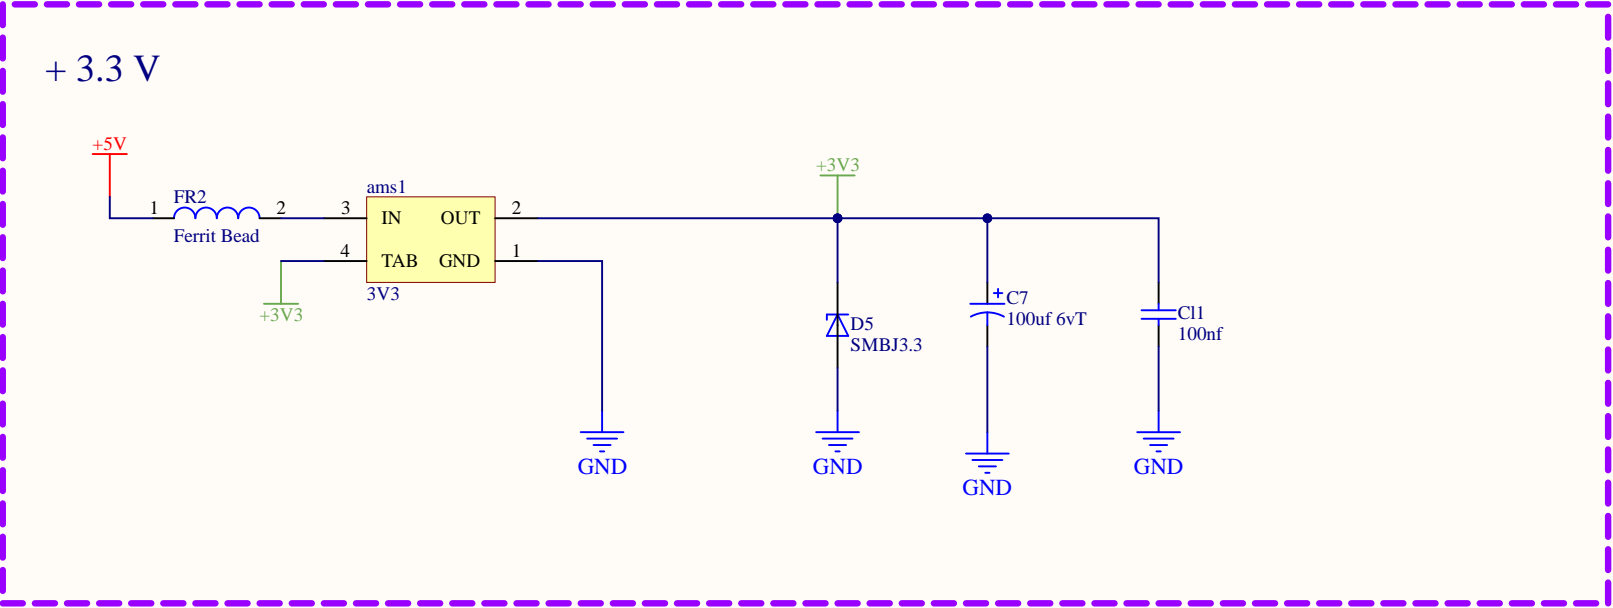 + 3.3 V
+5V
FR2
1
2
Ferrit Bead
ams1
3
IN
OUT
2
4
TAB
GND
1
3V3
+3V3
GND
+3V3
D5
SMBJ3.3
GND
C7
100uf 6vT
GND
Cl1
100nf
GND